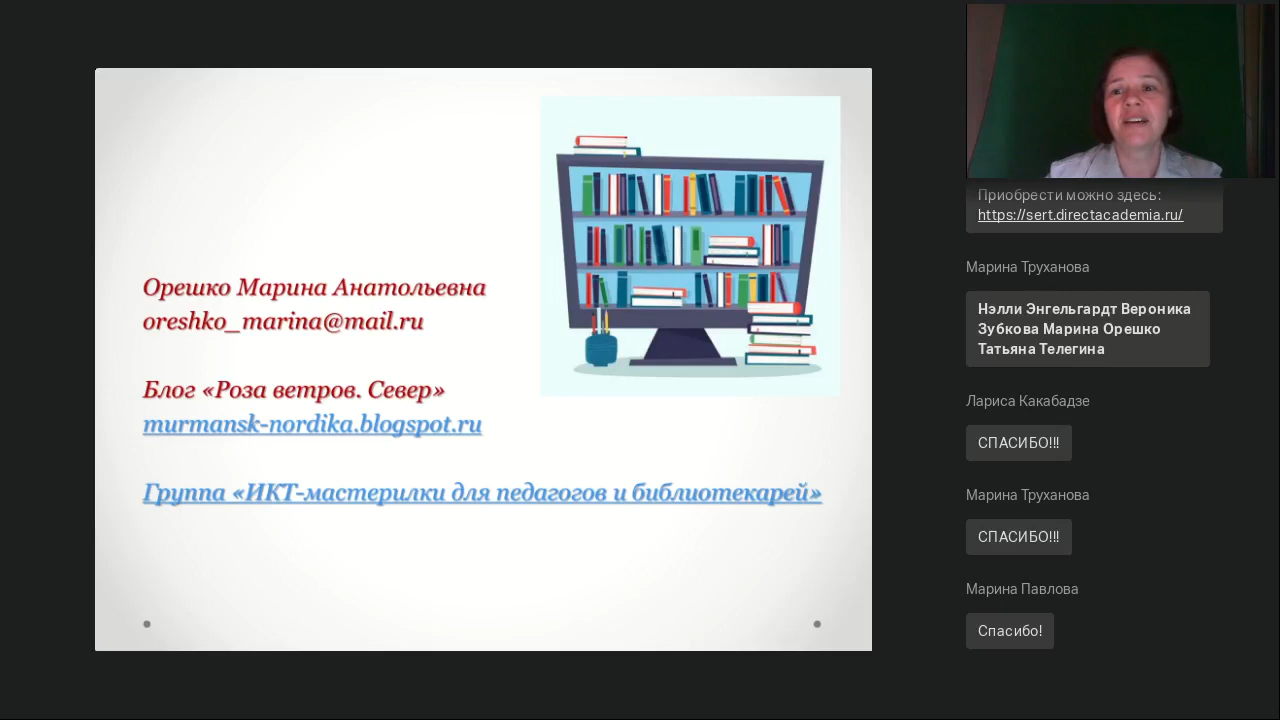 Орешко Марина Анатольевна
oreshko_marina@mail.ru
Блог «Роза ветров. Север»
murmansk-nordika.blogspot.ru
Группа «ИКТ-мастерилки для педагогов и библиотекарей»
Приобрести можно здесь:
https://sert.directacademia.ru/
Марина Труханова
Нэлли Энгельгардт Вероника
Зубкова Марина Орешко
Татьяна Телегина
Лариса Какабадзе
СПАСИБО!!!
Марина Труханова
СПАСИБО!!!
Марина Павлова
Спасибо!